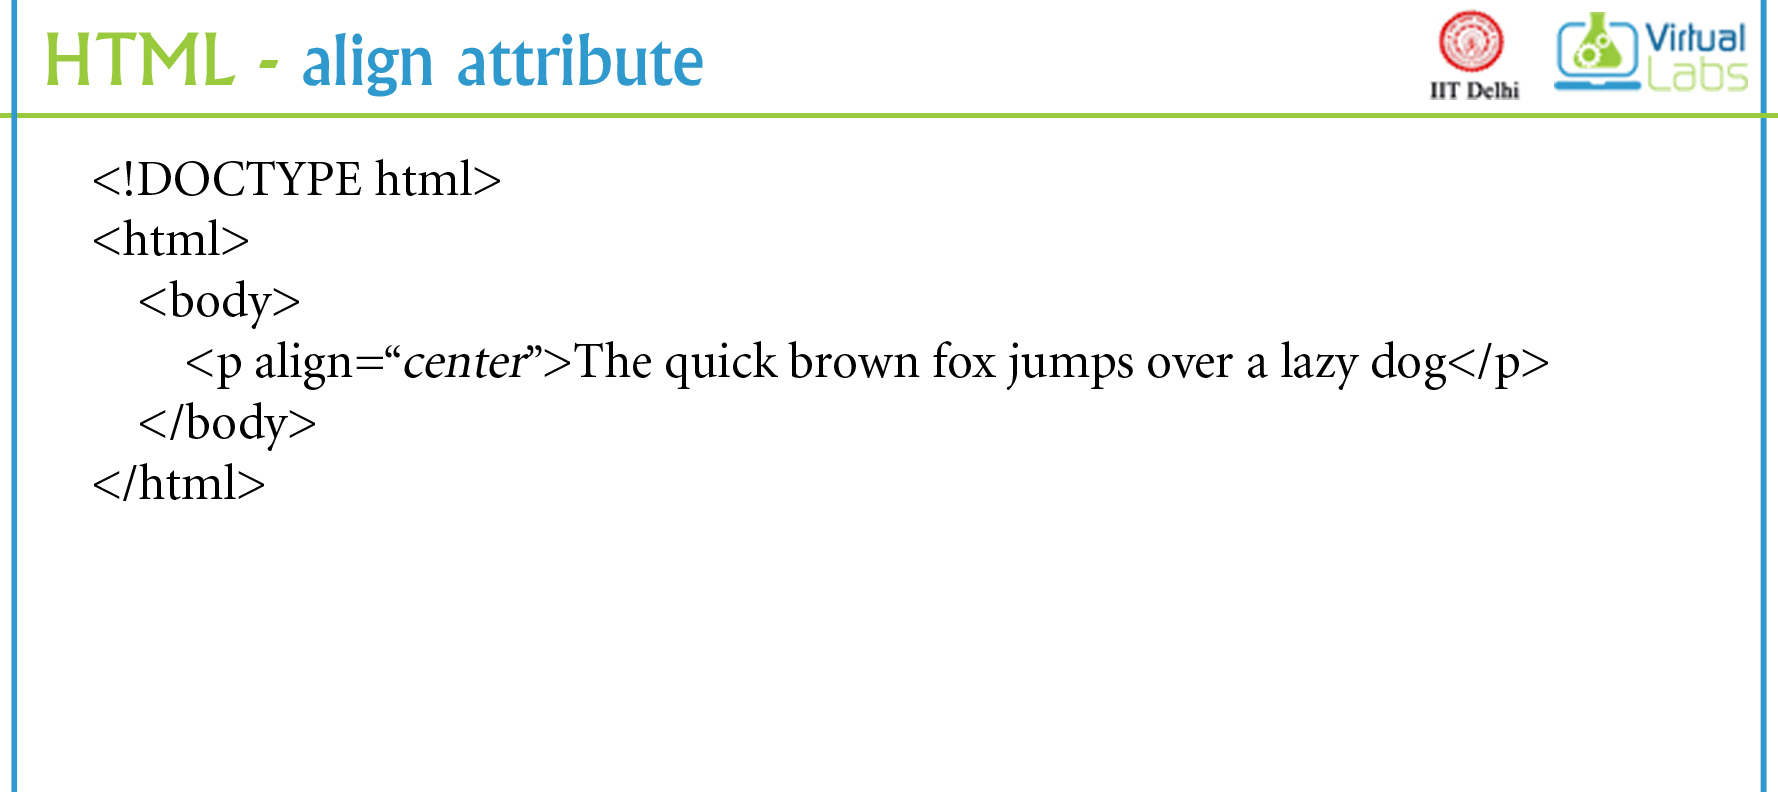 HTML - align attribute
IIT Delhi
Virtual
Labs
<!DOCTYPE html>
<html>
<body>
<p align=“center”>The quick brown fox jumps over a lazy dog</p>
</body>
</html>